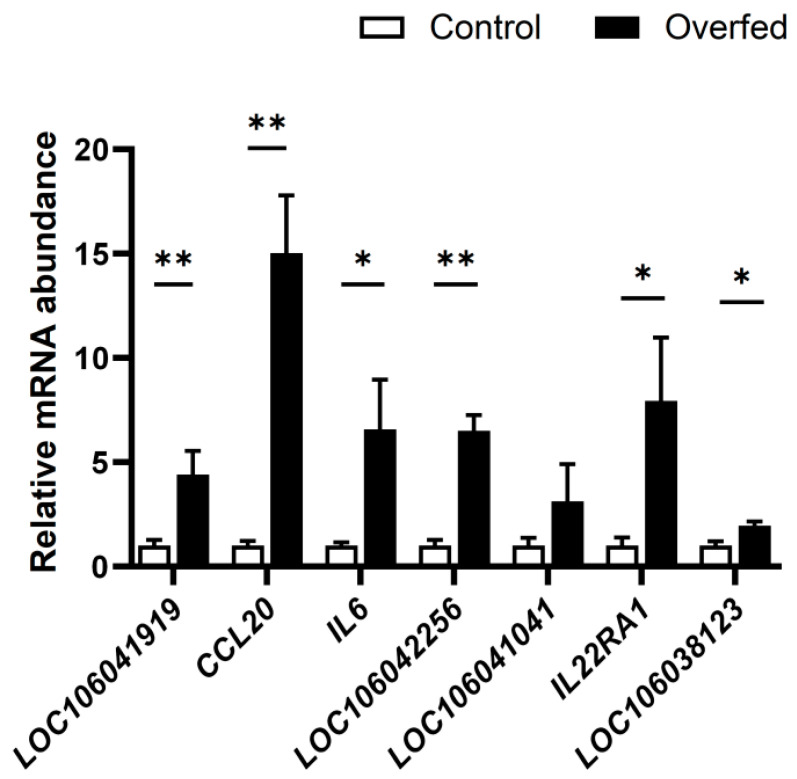 Control Overfed
Relative mRNA abundance
20
15
10
5
0
**
**
*
**
*
*
LOC106041919
CCL20
IL6
LOC106042256
LOC106041041
IL22RA1
LOC106038123